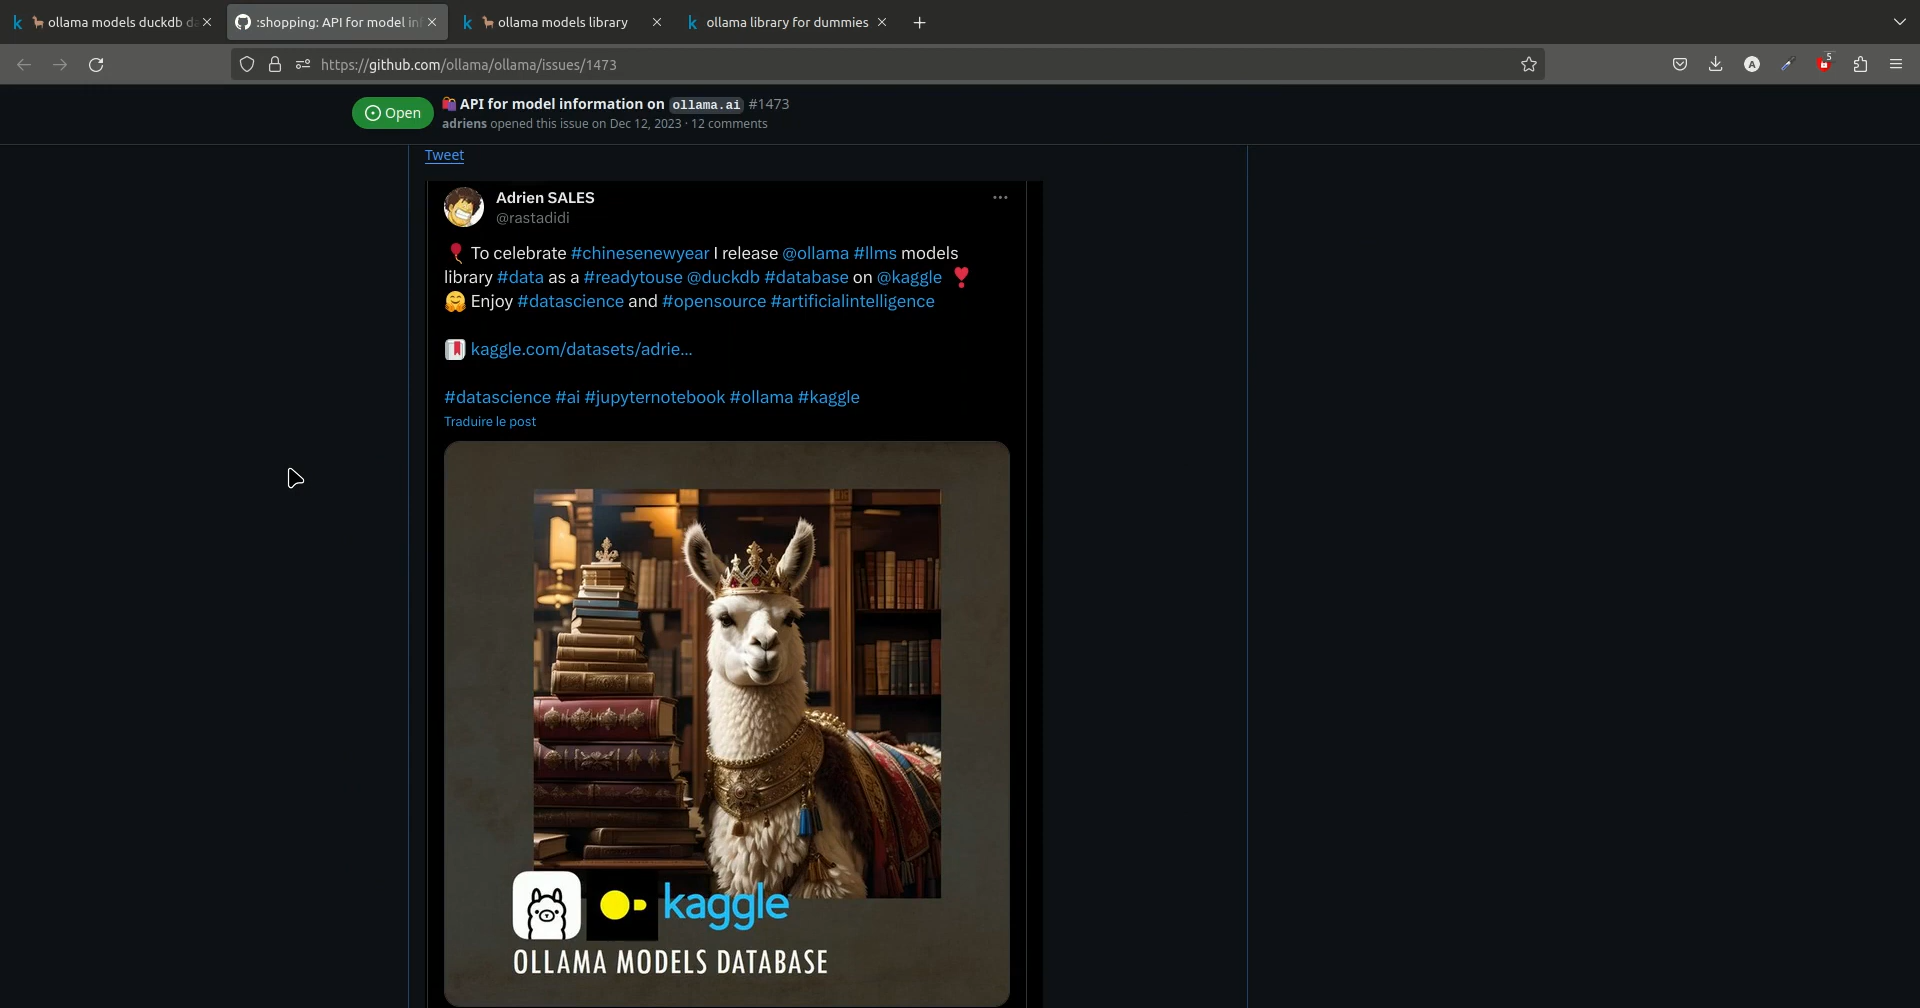 ollama models duckdb da
:shopping: API for model inf
ollama models library
ollama library for dummies
https://github.com/ollama/ollama/issues/1473
A
5
Open
API for model information on ollama.ai #1473
adriens opened this issue on Dec 12, 2023 · 12 comments
Tweet
Adrien SALES
@rastadidi
To celebrate #chinesenewyear I release @ollama #llms models
library #data as a #readytouse @duckdb #database on @kaggle
Enjoy #datascience and #opensource #artificialintelligence
kaggle.com/datasets/adrie...
#datascience #ai #jupyternotebook #ollama #kaggle
Traduire le post
kaggle
OLLAMA MODELS DATABASE